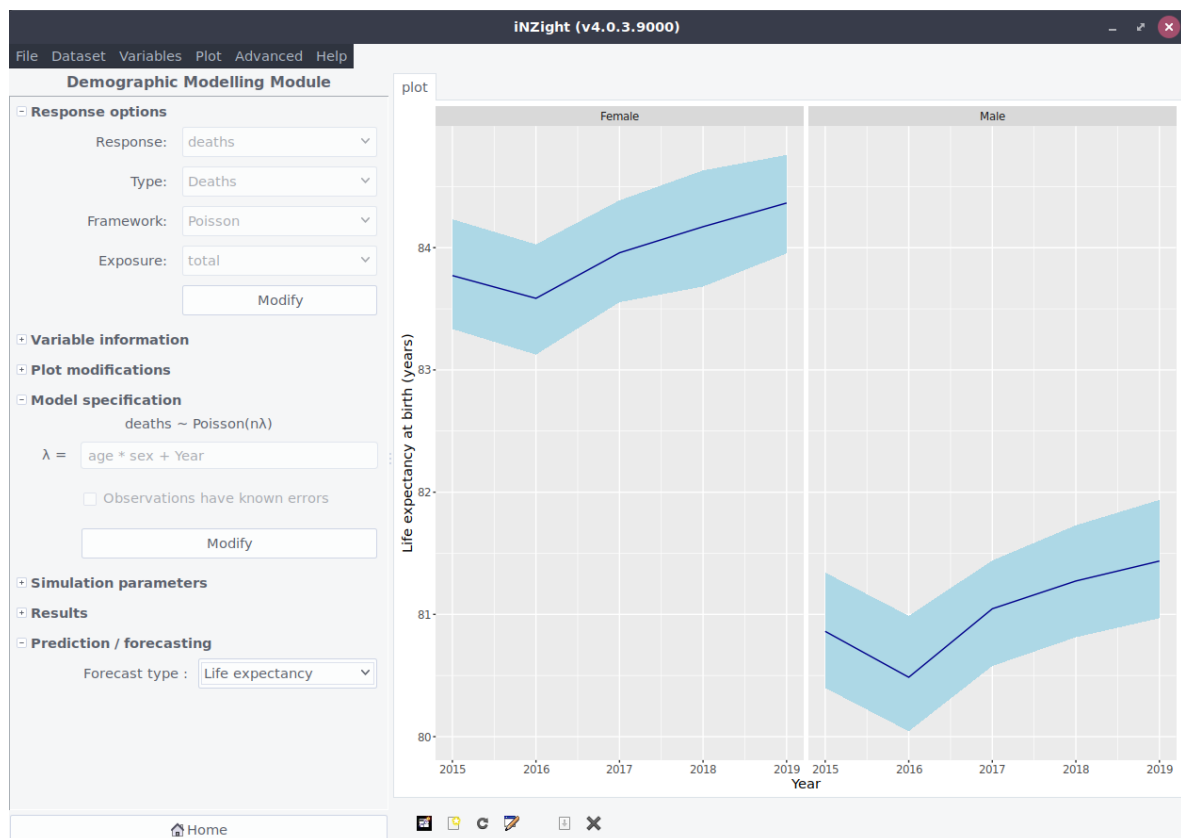 iNZight (v4.0.3.9000)
File Dataset Variables Plot Advanced Help
Demographic Modelling Module
Response options
Response: deaths
Type: Deaths
Framework: Poisson
Exposure: total
Modify
Variable information
Plot modifications
Model specification
deaths ~ Poisson(nλ)
λ = age * sex + Year
Observations have known errors
Modify
Simulation parameters
Results
Prediction / forecasting
Forecast type : Life expectancy
Home
plot
Female Male
Life expectancy at birth (years)
84
83
82
81
80
2015 2016 2017 2018 2019 2015 2016 2017 2018 2019
Year